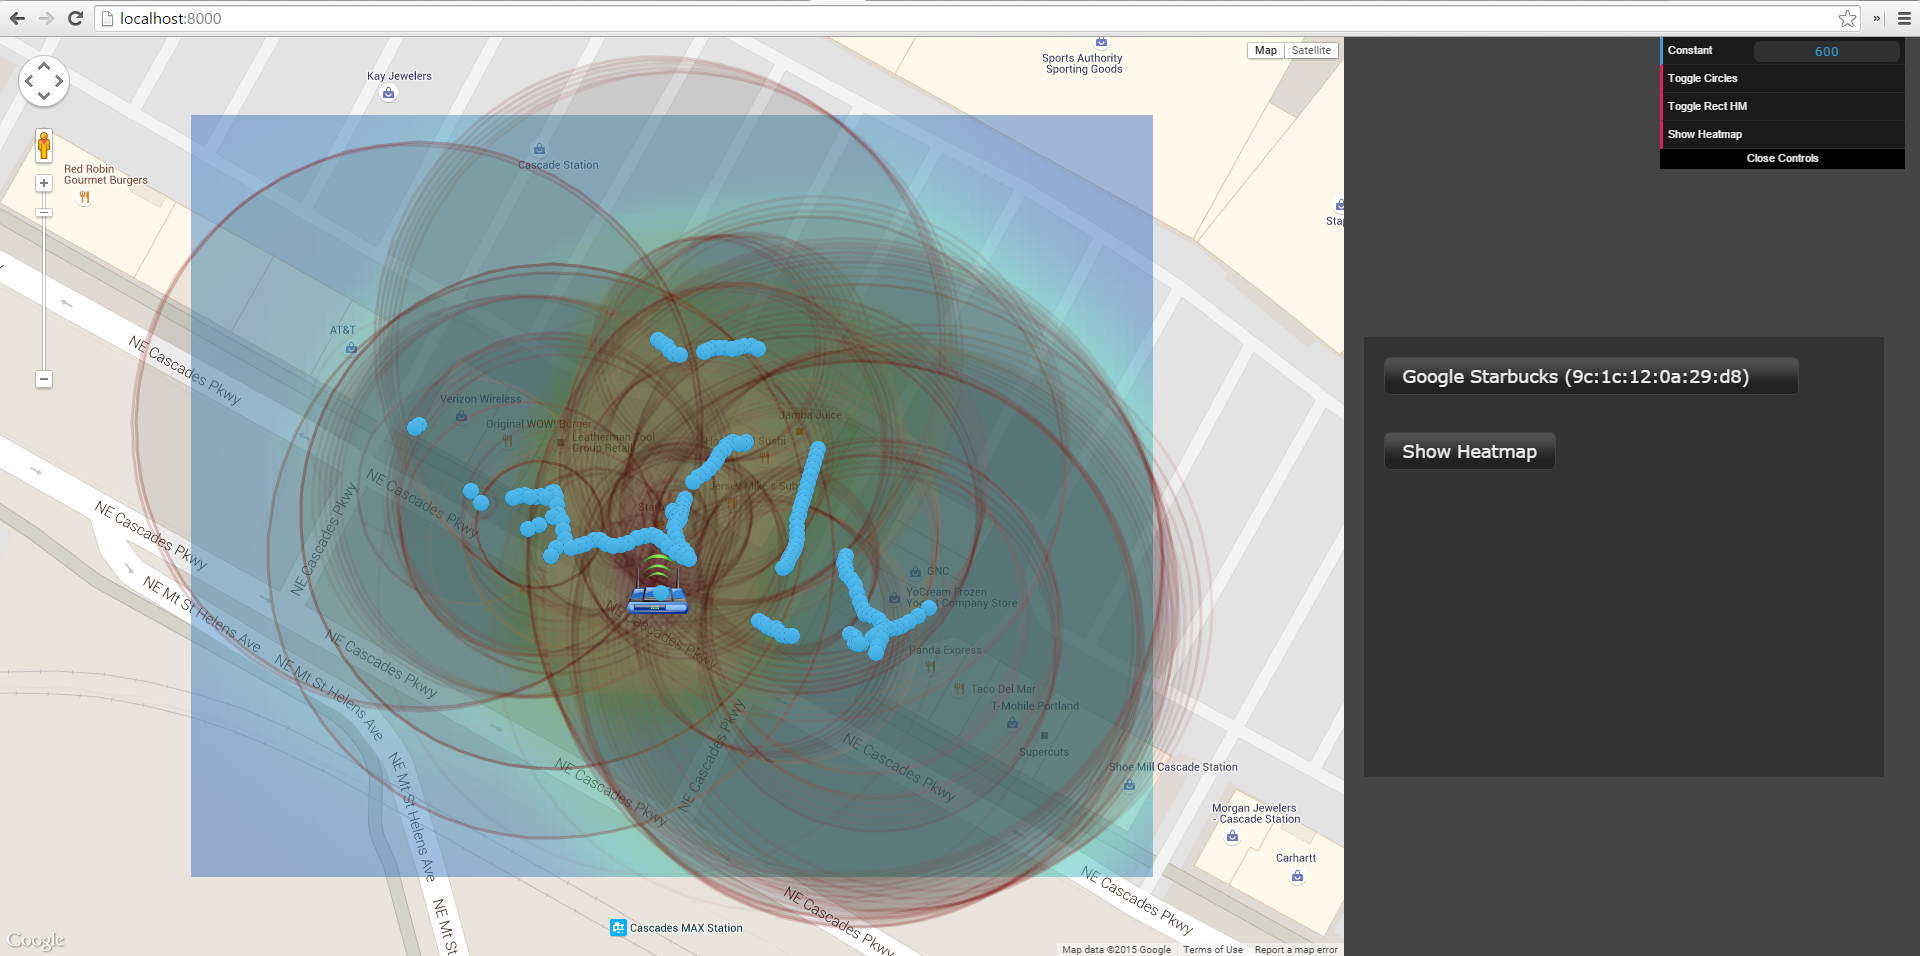 localhost:8000
»
Map
Satellite
Sports Authority
Sporting Goods
Kay Jewelers
Cascade Station
Red Robin
Gourmet Burgers
AT&T
NE Cascades Pkwy
Verizon Wireless
Original WOW! Burger
Leatherman Tool
Group Retail
Jamba Juice
Sushi
Jersey Mike's Subs
NE Cascades Pkwy
NE Cascades Pkwy
NE Cascades Pkwy
NE Mt St Helens Ave
NE Mt St Helens Ave
NE Cascades Pkwy
NE Cascades Pkwy
GNC
YoCream Frozen
Yogurt Company Store
Panda Express
Taco Del Mar
T-Mobile Portland
Supercuts
NE Cascades Pkwy
NE Cascades Pkwy
NE Cascades Pkwy
NE Mt St Helens Ave
NE Mt St
Shoe Mill Cascade Station
Morgan Jewelers
- Cascade Station
Carhartt
NE Cascades Pkwy
NE Cascades Pkwy
Cascades MAX Station
Google
Map data ©2015 Google
Terms of Use
Report a map error
Constant
600
Toggle Circles
Toggle Rect HM
Show Heatmap
Close Controls
Google Starbucks (9c:1c:12:0a:29:d8)
Show Heatmap